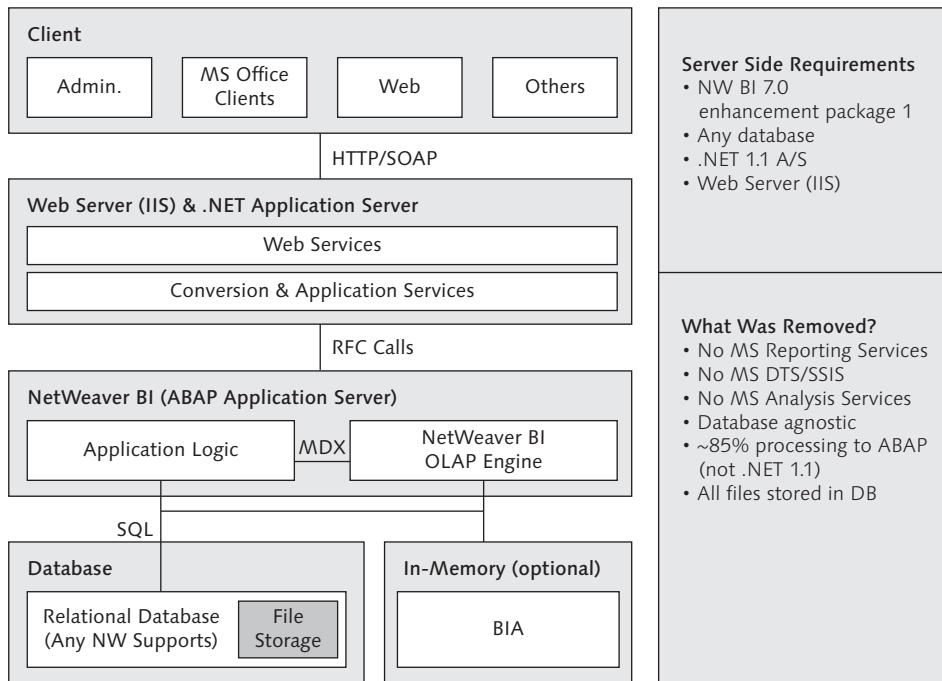 Client
Admin.
MS Office
Clients
Web
Others
HTTP/SOAP
Web Server (IIS) & .NET Application Server
Web Services
Conversion & Application Services
RFC Calls
NetWeaver BI (ABAP Application Server)
Application Logic
MDX
NetWeaver BI
OLAP Engine
SQL
Database
Relational Database
(Any NW Supports)
File
Storage
In-Memory (optional)
BIA
Server Side Requirements
• NW BI 7.0
enhancement package 1
• Any database
• .NET 1.1 A/S
• Web Server (IIS)
What Was Removed?
• No MS Reporting Services
• No MS DTS/SSIS
• No MS Analysis Services
• Database agnostic
• ~85% processing to ABAP
(not .NET 1.1)
• All files stored in DB